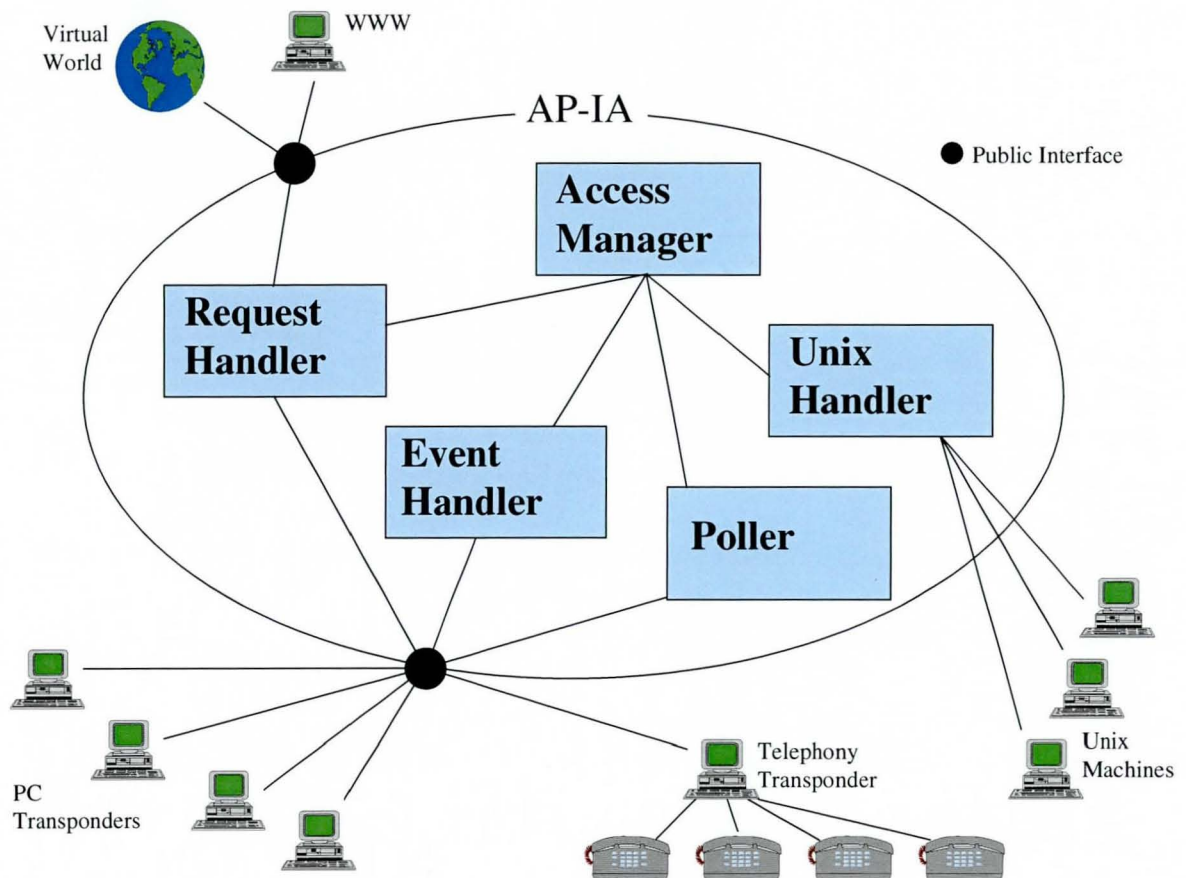 Virtual
World
WWW
AP-IA
Public Interface
Access
Manager
Request
Handler
Unix
Handler
Event
Handler
Poller
PC
Transponders
Telephony
Transponder
Unix
Machines